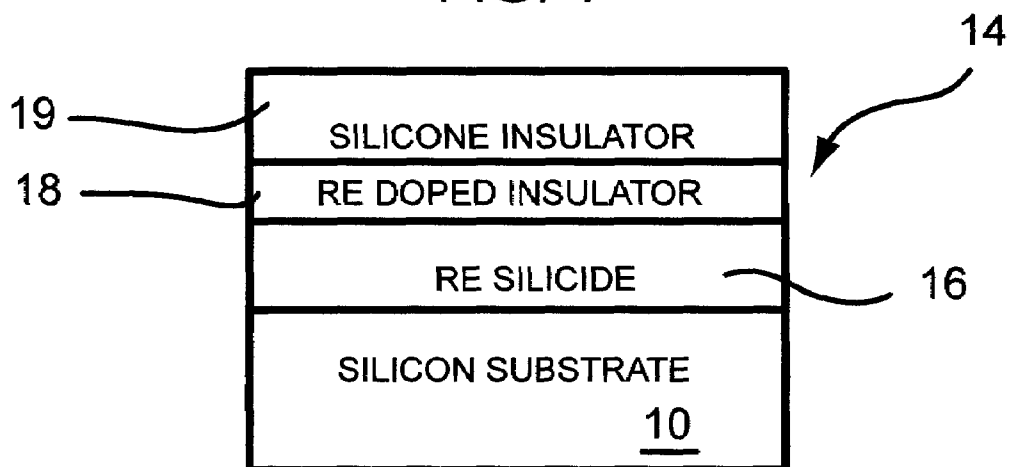 14
19
SILICONE INSULATOR
18
RE DOPED INSULATOR
RE SILICIDE
16
SILICON SUBSTRATE
10